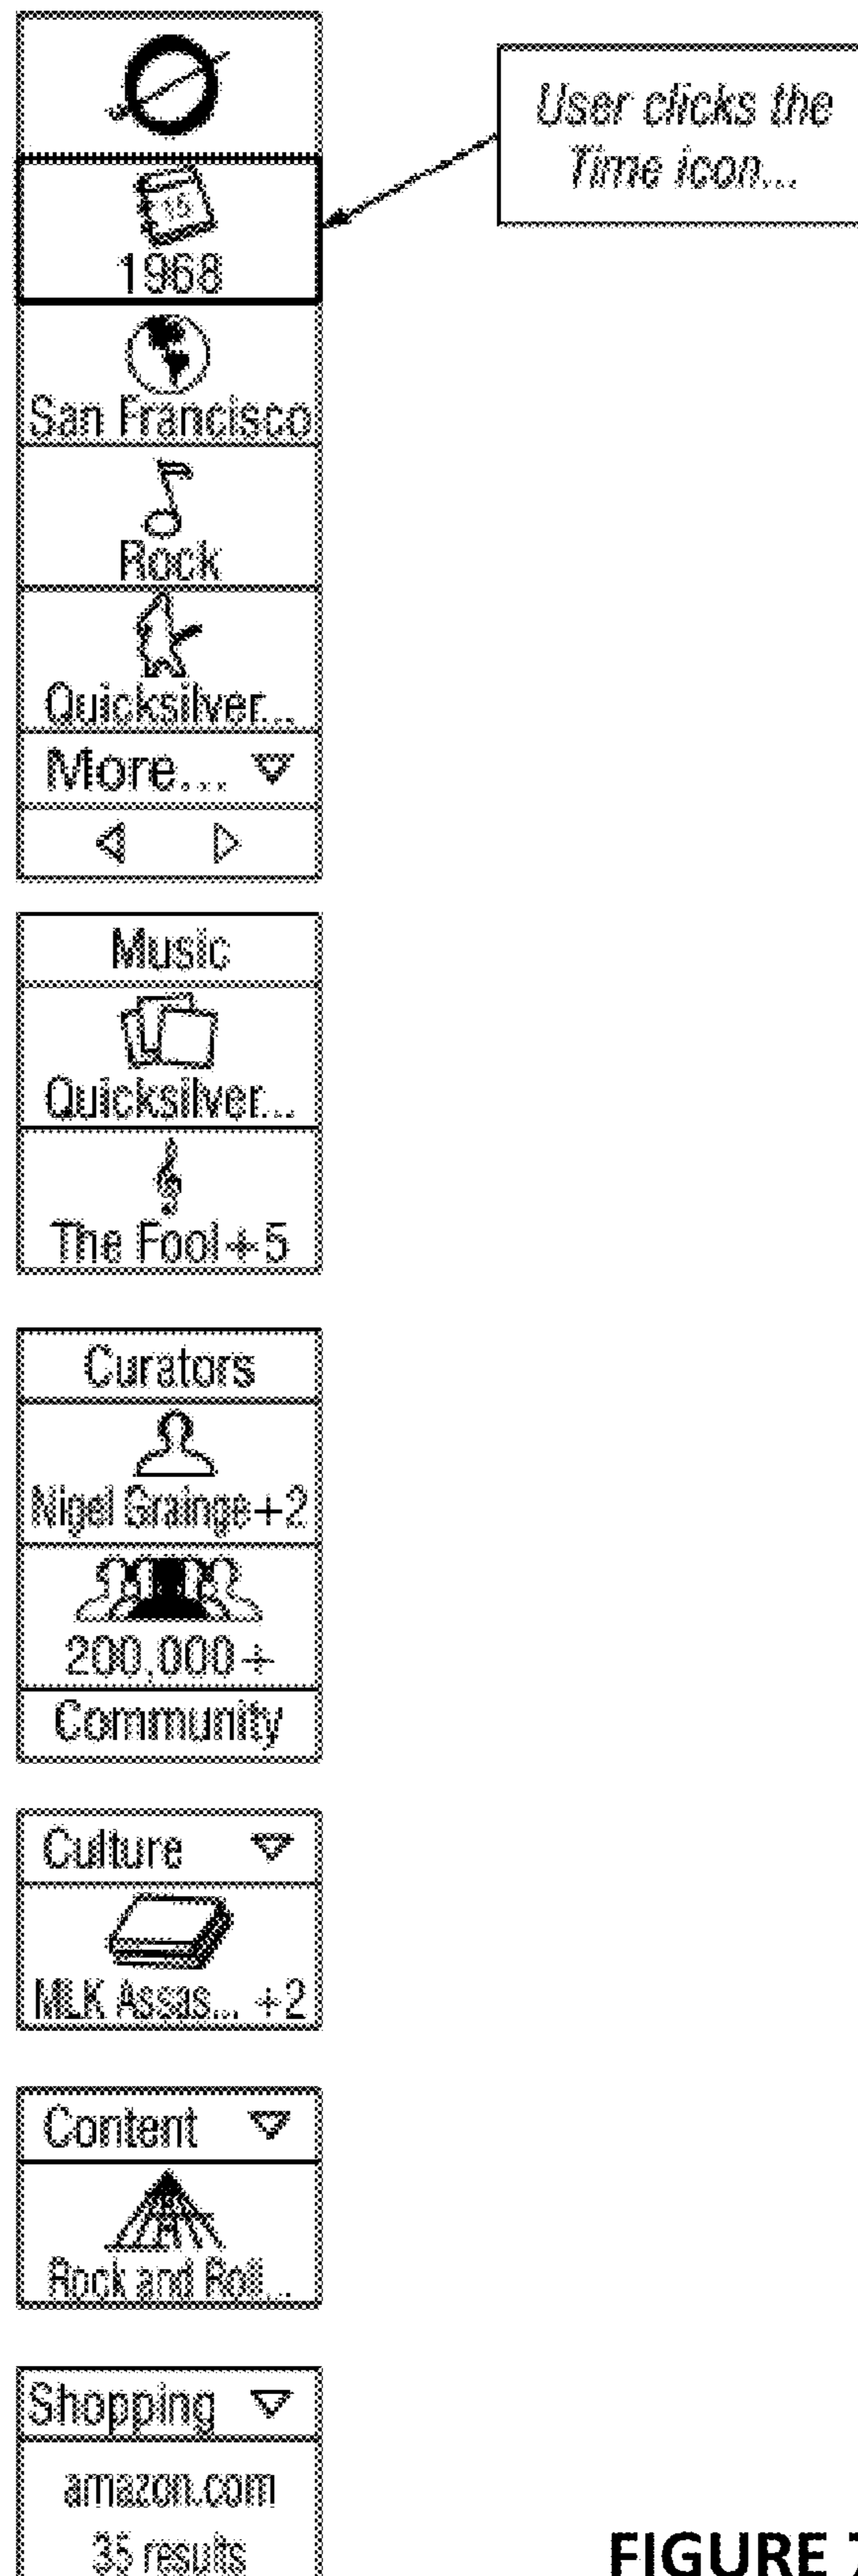 User clicks the
Time icon...
15
1968
San Francisco
Rock
Quicksilver...
More... 
Music
Quicksilver...
The Fool +5
Curators
Nigel Grainge+2
200,000+
Community
Culture
MLK Assas... +2
Content
Rock and Roll...
Shopping
amazon.com
35 results
FIGURE 7